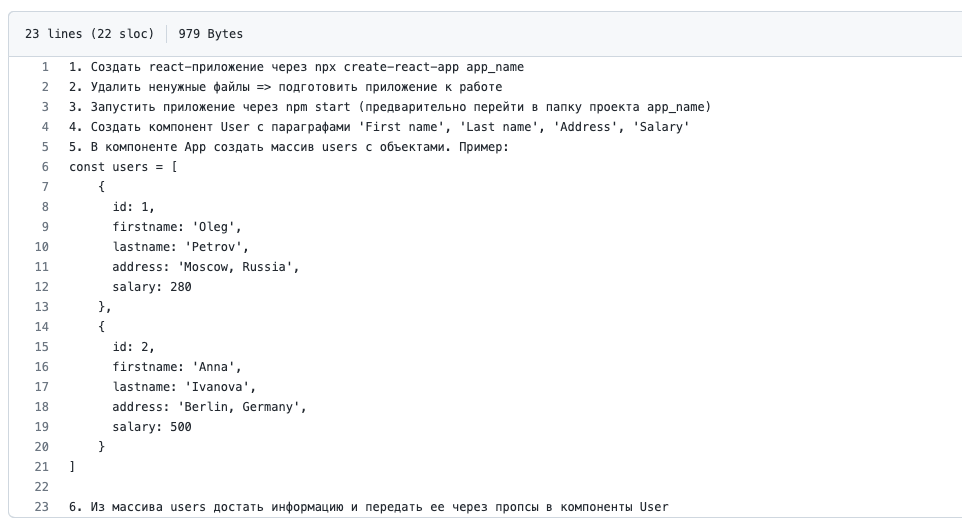 23 lines (22 sloc) 979 Bytes
1 1. Создать react-приложение через npx create-react-app app_name
2 2. Удалить ненужные файлы => подготовить приложение к работе
3 3. Запустить приложение через npm start (предварительно перейти в папку проекта app_name)
4 4. Создать компонент User с параграфами 'First name', 'Last name', 'Address', 'Salary'
5 5. В компоненте App создать массив users с объектами. Пример:
6 const users = [
7     {
8       id: 1,
9       firstname: 'Oleg',
10       lastname: 'Petrov',
11       address: 'Moscow, Russia',
12       salary: 280
13     },
14     {
15       id: 2,
16       firstname: 'Anna',
17       lastname: 'Ivanova',
18       address: 'Berlin, Germany',
19       salary: 500
20     }
21 ]
22
23 6. Из массива users достать информацию и передать ее через пропсы в компоненты User